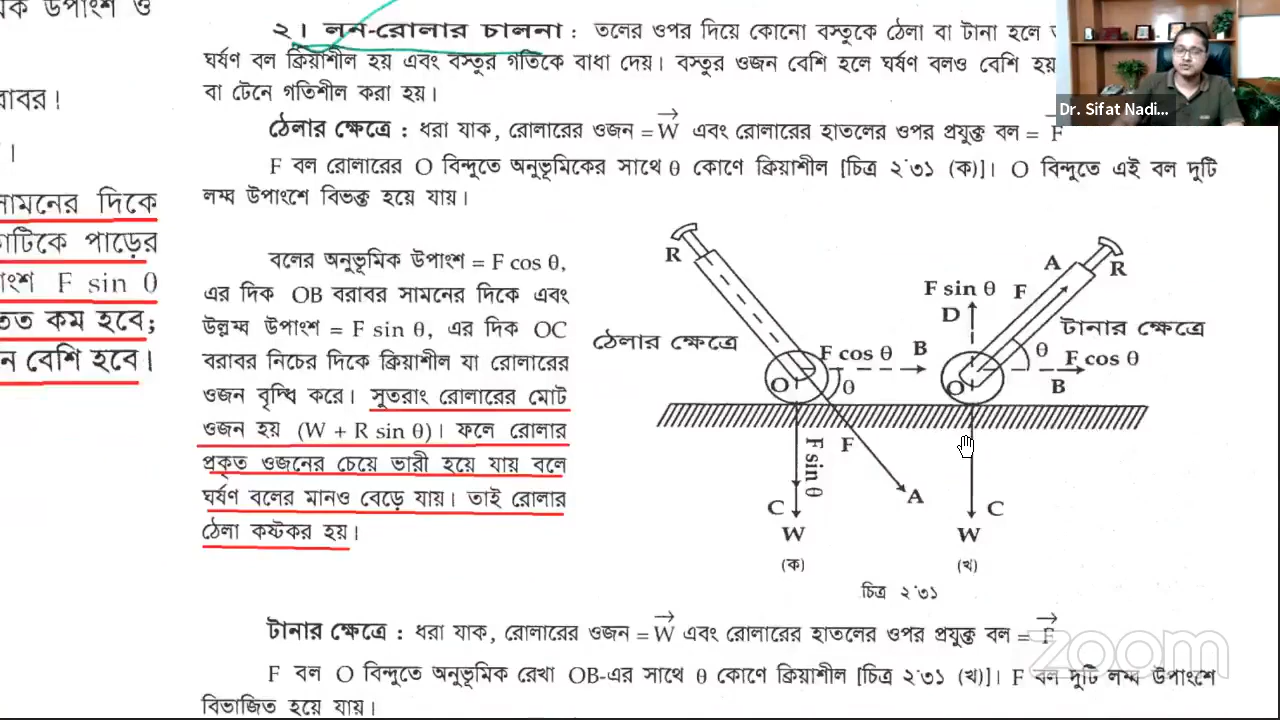 উপাংশ ও
২। লন-রোলার চালনা : তলের ওপর দিয়ে কোনো বস্তুকে ঠেলা বা টানা হলে
ঘর্ষণ বল ক্রিয়াশীল হয় এবং বস্তুর গতিকে বাধা দেয়। বস্তুর ওজন বেশি হলে ঘর্ষণ বলও বেশি হয়
বা টেনে গতিশীল করা হয়।
Dr. Sifat Nadi...
ঠেলার ক্ষেত্রে : ধরা যাক, রোলারের ওজন = W⃗ এবং রোলারের হাতলের ওপর প্রযুক্ত বল = F⃗
F বল রোলারের O বিন্দুতে অনুভূমিকের সাথে θ কোণে ক্রিয়াশীল [চিত্র ২·৩১ (ক)]। O বিন্দুতে এই বল দুটি
লম্ব উপাংশে বিভক্ত হয়ে যায়।
রাবর।
।
সামনের দিকে
পাড়ের
F sin θ
কম হবে;
বেশি হবে।
বলের অনুভূমিক উপাংশ = F cos θ,
এর দিক OB বরাবর সামনের দিকে এবং
উল্লম্ব উপাংশ = F sin θ, এর দিক OC
বরাবর নিচের দিকে ক্রিয়াশীল যা রোলারের
ওজন বৃদ্ধি করে। সুতরাং রোলারের মোট
ওজন হয় (W + R sin θ)। ফলে রোলার
প্রকৃত ওজনের চেয়ে ভারী হয়ে যায় বলে
ঘর্ষণ বলের মানও বেড়ে যায়। তাই রোলার
ঠেলা কষ্টকর হয়।
R
ঠেলার ক্ষেত্রে
F cos θ B
O
θ
F sin θ
F
A
C
W
(ক)
A
R
F sin θ F
D
টানার ক্ষেত্রে
θ
F cos θ
O
B
C
W
(খ)
চিত্র ২·৩১
টানার ক্ষেত্রে : ধরা যাক, রোলারের ওজন = W⃗ এবং রোলারের হাতলের ওপর প্রযুক্ত বল = F⃗
F বল O বিন্দুতে অনুভূমিক রেখা OB-এর সাথে θ কোণে ক্রিয়াশীল [চিত্র ২·৩১ (খ)]। F বল দুটি লম্ব উপাংশে
বিভাজিত হয়ে যায়।
zoom